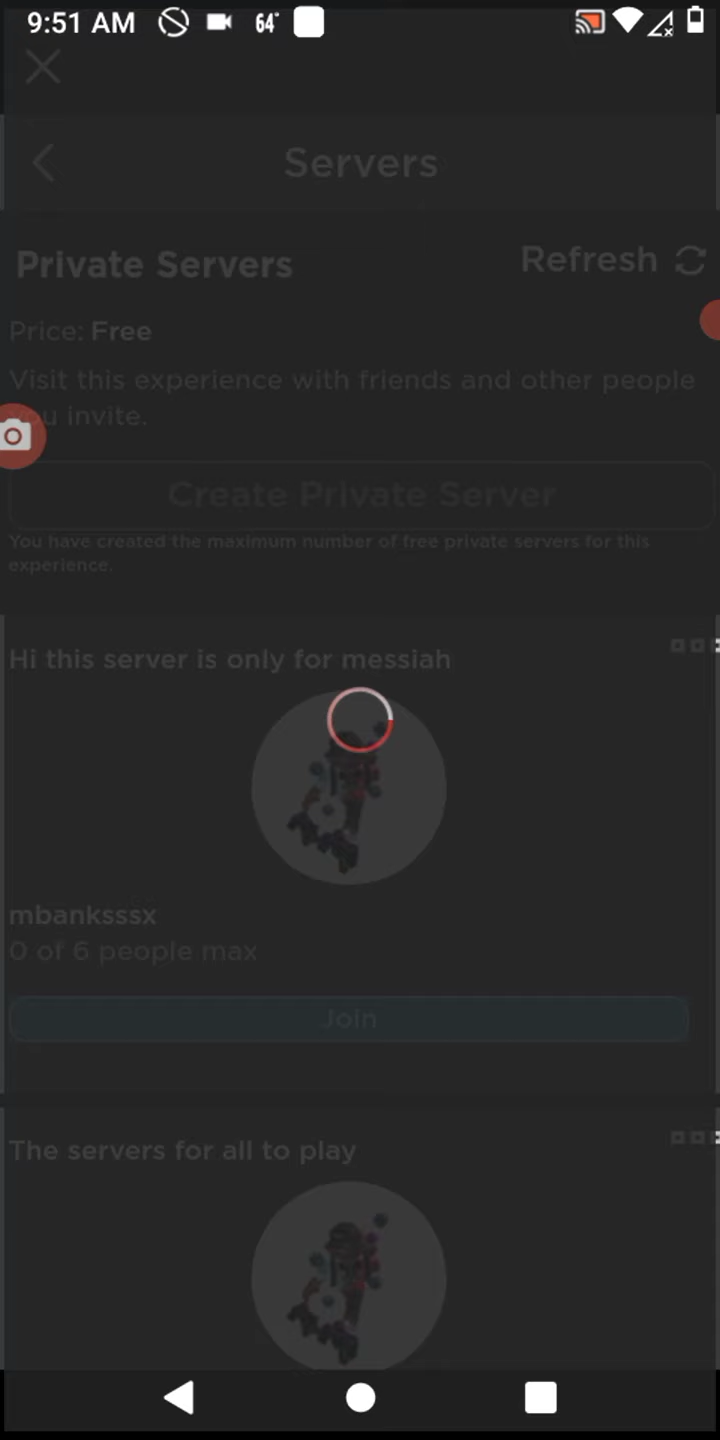 9:51 AM 64°
Servers
Private Servers
Refresh
Price: Free
Visit this experience with friends and other people
you invite.
Create Private Server
You have created the maximum number of free private servers for this
experience.
Hi this server is only for messiah
mbanksssx
0 of 6 people max
Join
The servers for all to play